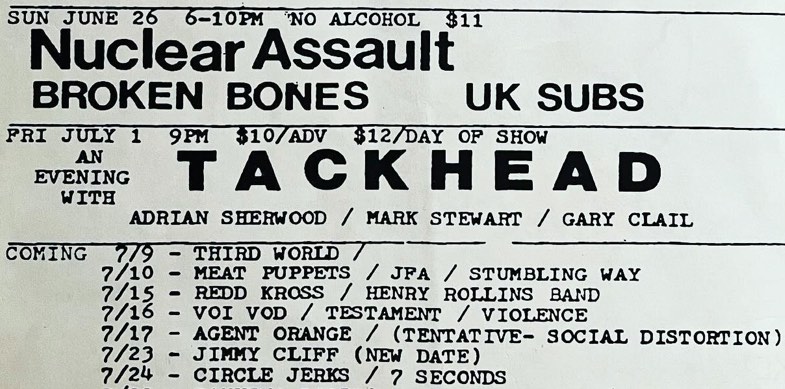 SUN JUNE 26 6-10PM NO ALCOHOL $11
Nuclear Assault
BROKEN BONES UK SUBS
FRI JULY 1 9PM $10/ADV $12/DAY OF SHOW
AN
EVENING
WITH
TACKHEAD
ADRIAN SHERWOOD / MARK STEWART / GARY CLAIL
COMING 7/9 - THIRD WORLD /
7/10 - MEAT PUPPETS / JFA / STUMBLING WAY
7/15 - REDD KROSS / HENRY ROLLINS BAND
7/16 - VOI VOD / TESTAMENT / VIOLENCE
7/17 - AGENT ORANGE / (TENTATIVE- SOCIAL DISTORTION)
7/23 - JIMMY CLIFF (NEW DATE)
7/24 - CIRCLE JERKS / 7 SECONDS